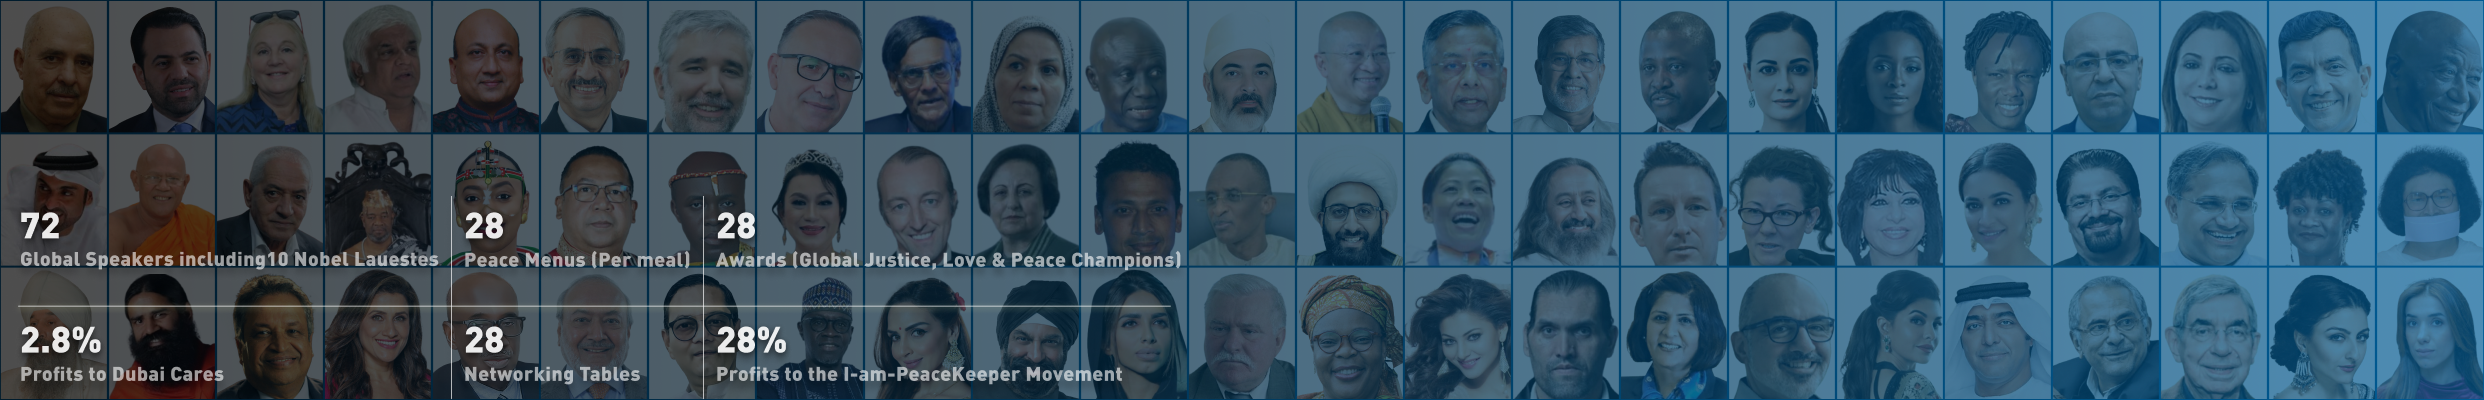 72
Global Speakers including10 Nobel Lauestes
28
Peace Menus (Per meal)
28
Awards (Global Justice, Love & Peace Champions)
2.8%
Profits to Dubai Cares
28
Networking Tables
28%
Profits to the I-am-PeaceKeeper Movement